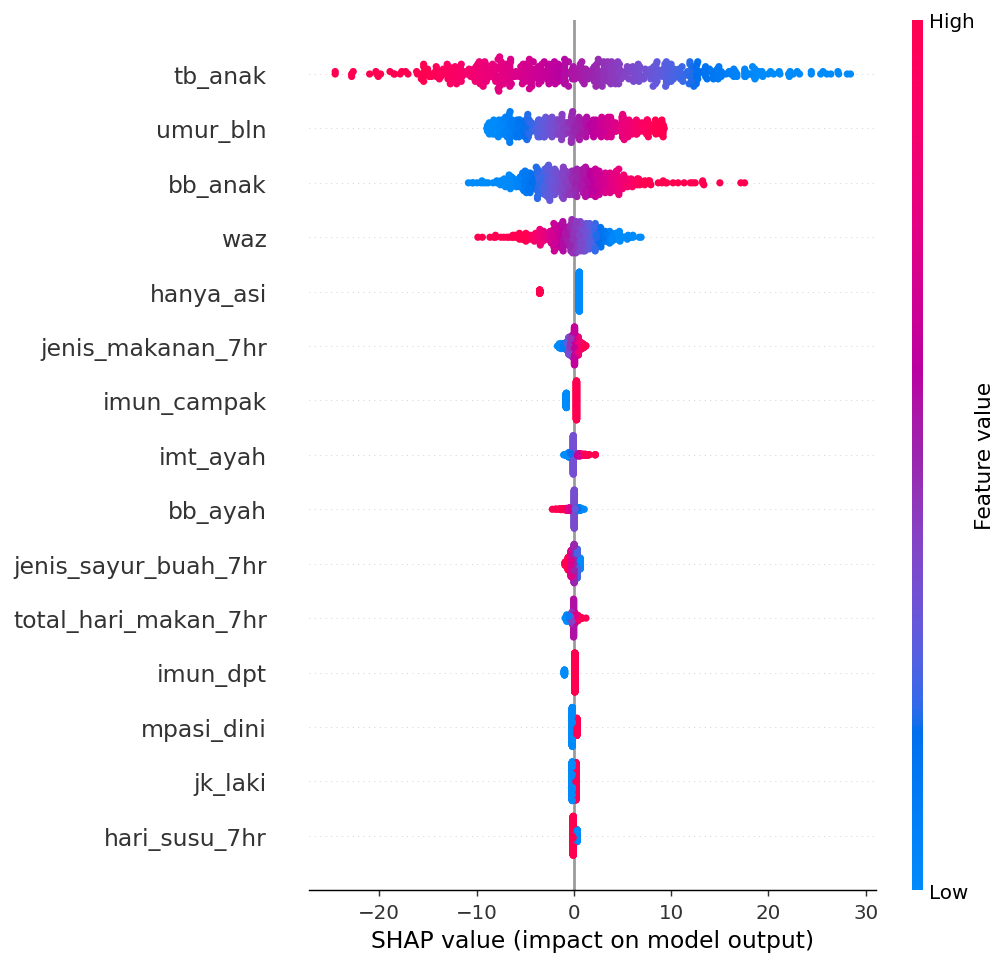 High
tb_anak
umur_bln
bb_anak
waz
hanya_asi
jenis_makanan_7hr
imun_campak
imt_ayah
bb_ayah
jenis_sayur_buah_7hr
total_hari_makan_7hr
imun_dpt
mpasi_dini
jk_laki
hari_susu_7hr
Feature value
Low
−20 −10 0 10 20 30
SHAP value (impact on model output)